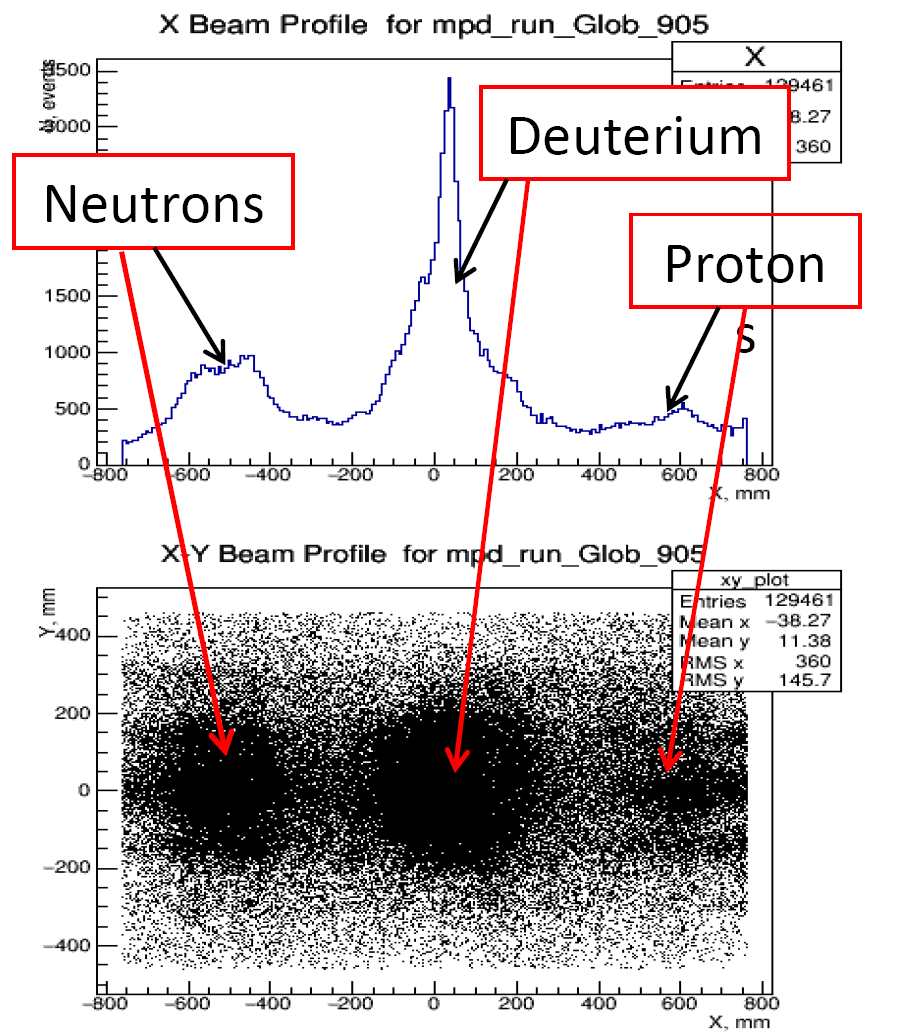 X Beam Profile for mpd_run_Glob_905
X
129461
8.27
360
N, events
3500
3000
1500
1000
500
0
−800 −600 −400 −200 0 200 400 600 800
X, mm
Neutrons
Deuterium
Proton
s
X-Y Beam Profile for mpd_run_Glob_905
xy_plot
Entries 129461
Mean x −38.27
Mean y 11.38
RMS x 360
RMS y 145.7
Y, mm
400
200
0
−200
−400
−800 −600 −400 −200 0 200 400 600 800
X, mm